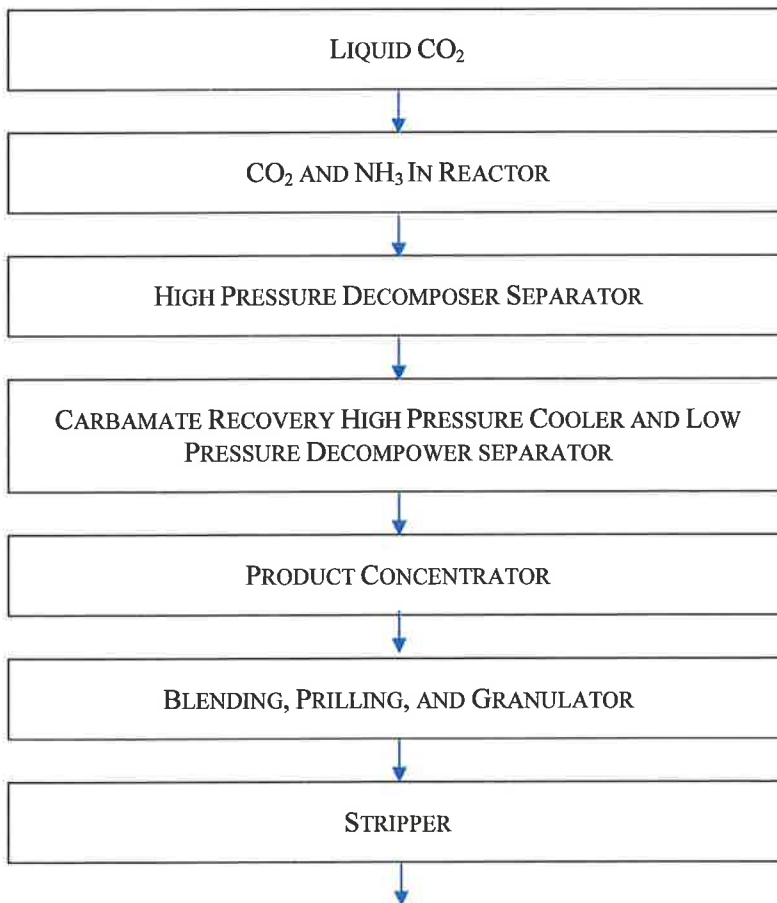 LIQUID CO₂
CO₂ AND NH₃ IN REACTOR
HIGH PRESSURE DECOMPOSER SEPARATOR
CARBAMATE RECOVERY HIGH PRESSURE COOLER AND LOW
PRESSURE DECOMPOWER SEPARATOR
PRODUCT CONCENTRATOR
BLENDING, PRILLING, AND GRANULATOR
STRIPPER